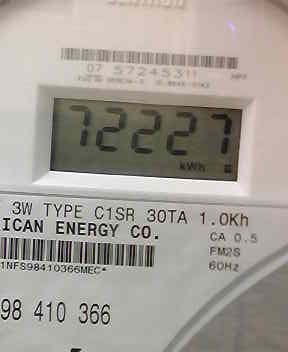 07 57245311
72227
kWh
3W TYPE C1SR 30TA 1.0Kh
ICAN ENERGY CO.
CA 0.5
FM2S
60Hz
1NFS98410366MEC*
98 410 366